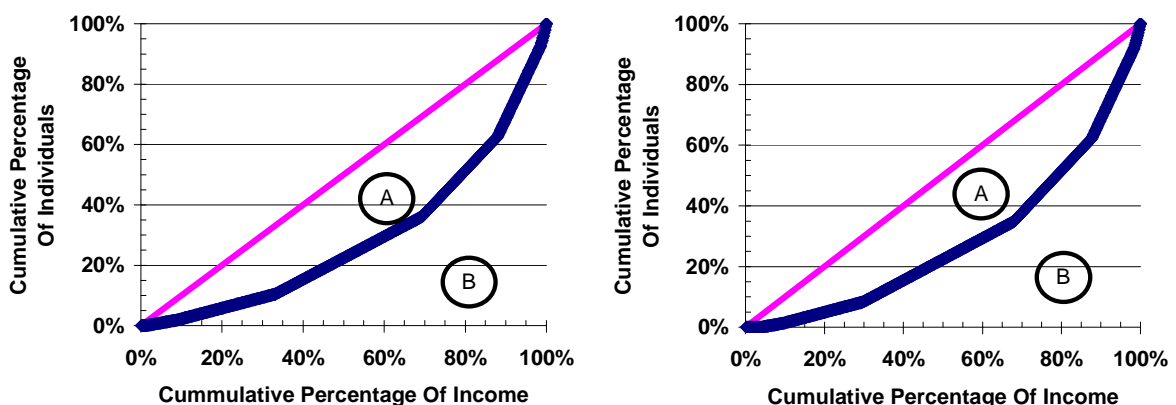 Cumulative Percentage
Of Individuals
100%
80%
60%
40%
20%
0%
A
B
0% 20% 40% 60% 80% 100%
Cummulative Percentage Of Income
Cumulative Percentage
Of Individuals
100%
80%
60%
40%
20%
0%
A
B
0% 20% 40% 60% 80% 100%
Cumulative Percentage Of Income